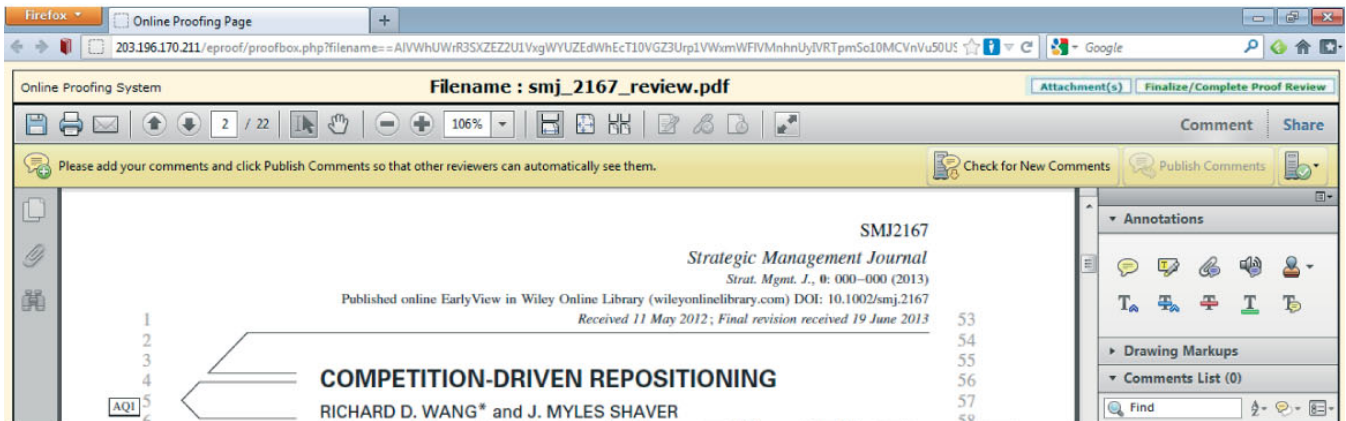 Firefox
Online Proofing Page
203.196.170.211/eproof/proofbox.php?filename==AlVWhUWrR3SXZEZ2U1VxgWYUZEdWhEcT10VGZ3Urp1VWxmWFlVMnhnUylVRTpmSo10MCVnVu50US
Google
Online Proofing System
Filename : smj_2167_review.pdf
Attachment(s)
Finalize/Complete Proof Review
2 / 22
106%
Comment
Share
Please add your comments and click Publish Comments so that other reviewers can automatically see them.
Check for New Comments
Publish Comments
SMJ2167
Strategic Management Journal
Strat. Mgmt. J., 0: 000–000 (2013)
Published online EarlyView in Wiley Online Library (wileyonlinelibrary.com) DOI: 10.1002/smj.2167
Received 11 May 2012; Final revision received 19 June 2013
1
2
3
4
5
AQ1
COMPETITION-DRIVEN REPOSITIONING
RICHARD D. WANG* and J. MYLES SHAVER
53
54
55
56
57
58
Annotations
Drawing Markups
Comments List (0)
Find